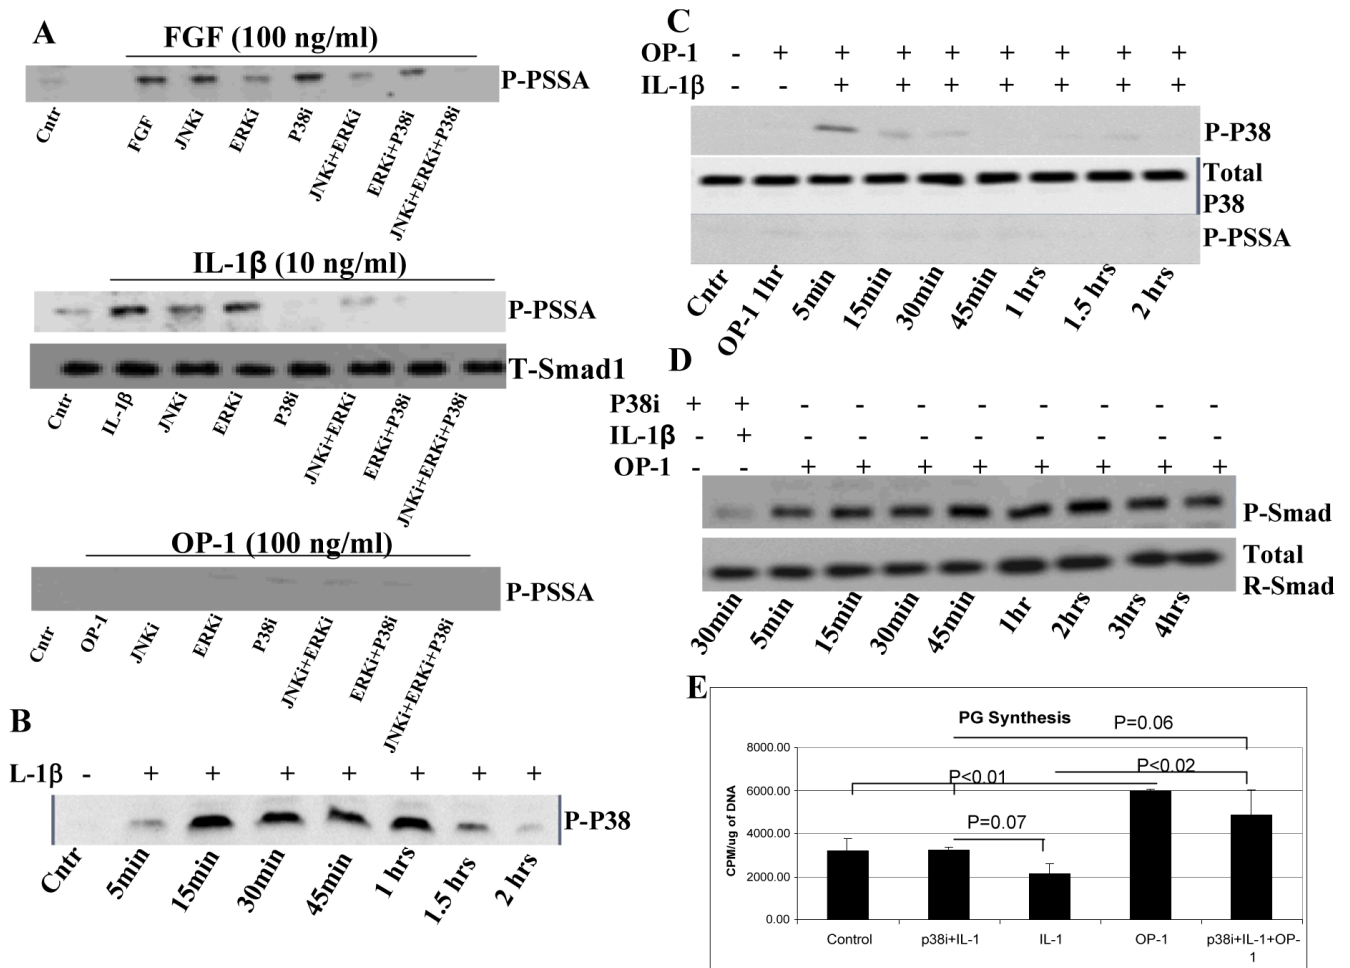 A
FGF (100 ng/ml)
P-PSSA
Cntr FGF JNKi ERKi P38i JNKi+ERKi ERKi+P38i JNKi+ERKi+P38i
IL-1β (10 ng/ml)
P-PSSA
T-Smad1
Cntr IL-1β JNKi ERKi P38i JNKi+ERKi ERKi+P38i JNKi+ERKi+P38i
OP-1 (100 ng/ml)
P-PSSA
Cntr OP-1 JNKi ERKi P38i JNKi+ERKi ERKi+P38i JNKi+ERKi+P38i
B
L-1β - + + + + + + +
P-P38
Cntr 5min 15min 30min 45min 1 hrs 1.5 hrs 2 hrs
C
OP-1 - + + + + + + + +
IL-1β - - + + + + + + +
P-P38
Total
P38
P-PSSA
Cntr OP-1 1hr 5min 15min 30min 45min 1 hrs 1.5 hrs 2 hrs
D
P38i + + - - - - - - - -
IL-1β - + - - - - - - - -
OP-1 - - + + + + + + + +
P-Smad
Total
R-Smad
30min 5min 15min 30min 45min 1hr 2hrs 3hrs 4hrs
E
PG Synthesis
P=0.06
P<0.02
P<0.01
P=0.07
CPM/ug of DNA
8000.00
6000.00
4000.00
2000.00
0.00
Control p38i+IL-1 IL-1 OP-1 p38i+IL-1+OP-
1